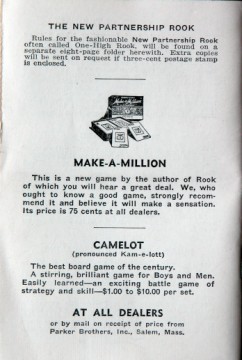 THE NEW PARTNERSHIP ROOK
Rules for the fashionable New Partnership Rook
often called One-High Rook, will be found on
a separate eight-page folder herewith. Extra copies
will be sent on request if three-cent postage stamp
is enclosed.
Make-a-Million
MAKE-A-MILLION
This is a new game by the author of Rook
of which you will hear a great deal. We, who
ought to know a good game, strongly recom-
mend it and believe it will make a sensation.
Its price is 75 cents at all dealers.
CAMELOT
(pronounced Kam-e-lott)
The best board game of the century.
A stirring, brilliant game for Boys and Men.
Easily learned—an exciting battle game of
strategy and skill—$1.00 to $10.00 per set.
AT ALL DEALERS
or by mail on receipt of price from
Parker Brothers, Inc., Salem, Mass.